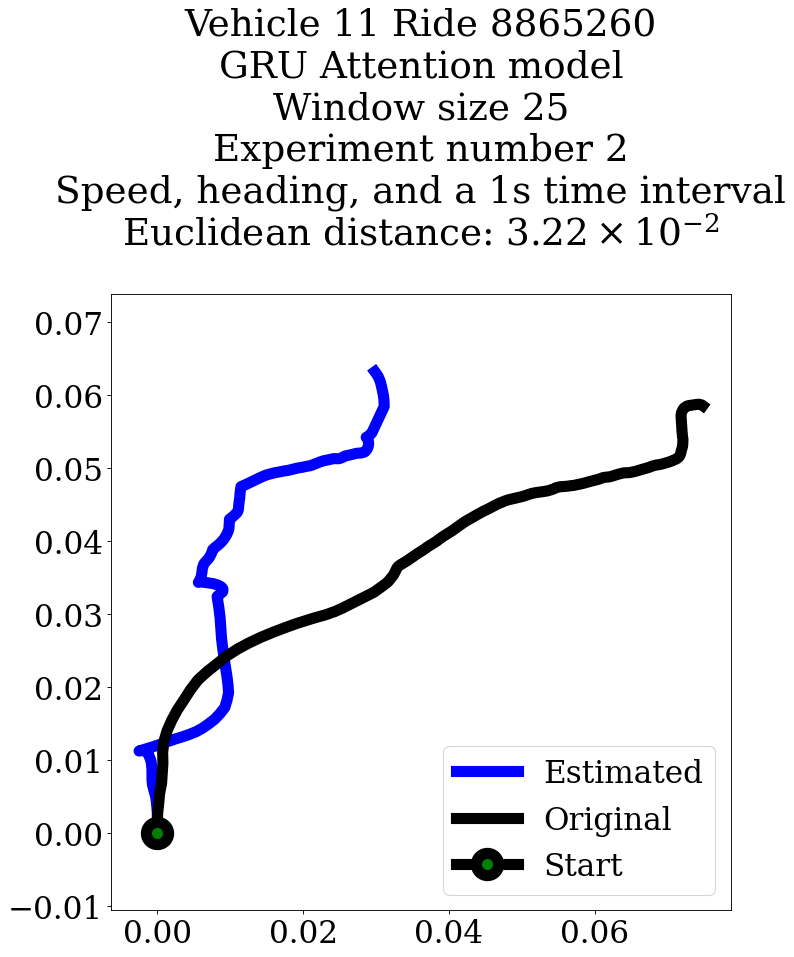 Vehicle 11 Ride 8865260
GRU Attention model
Window size 25
Experiment number 2
Speed, heading, and a 1s time interval
Euclidean distance: 3.22 × 10⁻²
0.07
0.06
0.05
0.04
0.03
0.02
0.01
0.00
−0.01
Estimated
Original
Start
0.00 0.02 0.04 0.06